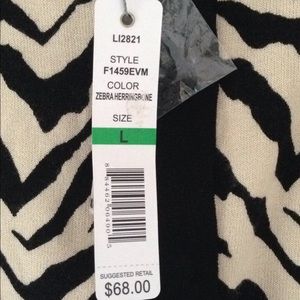 LI2821
STYLE
F1459EVM
COLOR
ZEBRA HERRINGBONE
SIZE
L
SUGGESTED RETAIL
$68.00